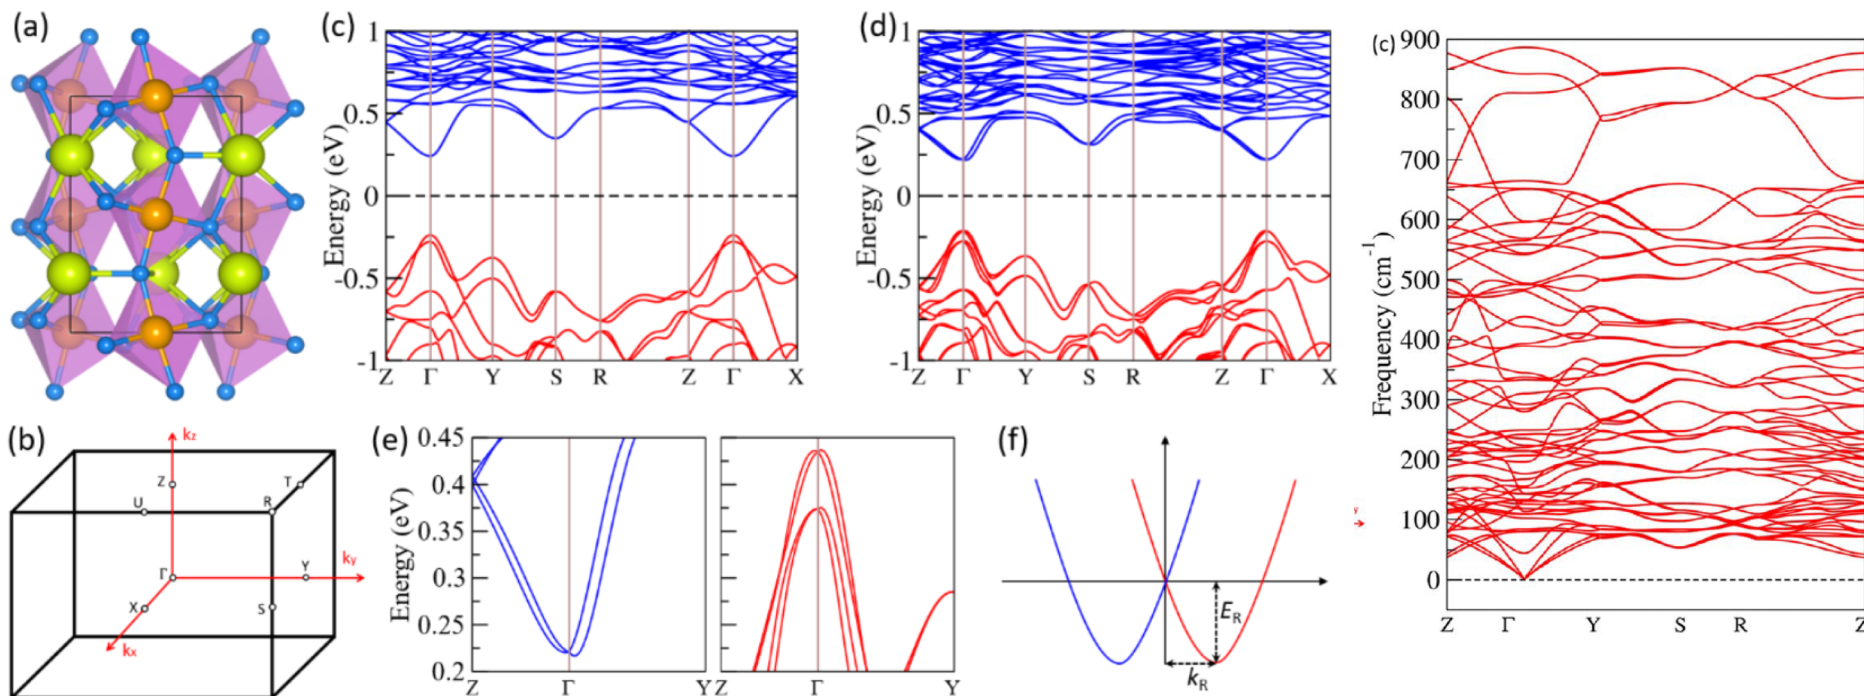 (a)
(c)
Energy (eV)
1
0.5
0
-0.5
-1
Z Γ Y S R Z Γ X
(d)
Energy (eV)
1
0.5
0
-0.5
-1
Z Γ Y S R Z Γ X
(c)
Frequency (cm-1)
900
800
700
600
500
400
300
200
100
0
Z Γ Y S R Z
y
(b)
kz
Z
T
U
R
ky
Γ
Y
X
S
kx
(e)
Energy (eV)
0.45
0.4
0.35
0.3
0.25
0.2
Z Γ Y Z Γ Y
(f)
ER
kR